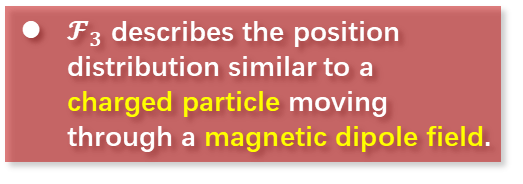 ● ℱ₃ describes the position
distribution similar to a
charged particle moving
through a magnetic dipole field.